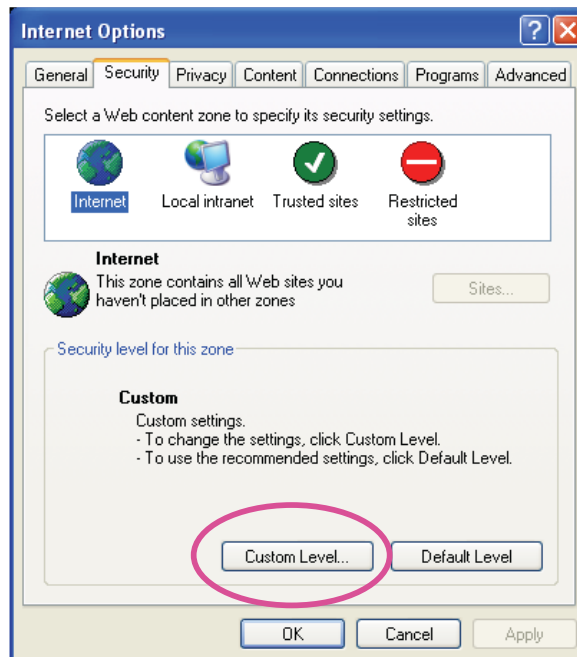 Internet Options
General Security Privacy Content Connections Programs Advanced
Select a Web content zone to specify its security settings.
Internet Local intranet Trusted sites Restricted
sites
Internet
This zone contains all Web sites you
haven't placed in other zones
Sites...
Security level for this zone
Custom
Custom settings.
- To change the settings, click Custom Level.
- To use the recommended settings, click Default Level.
Custom Level... Default Level
OK Cancel Apply